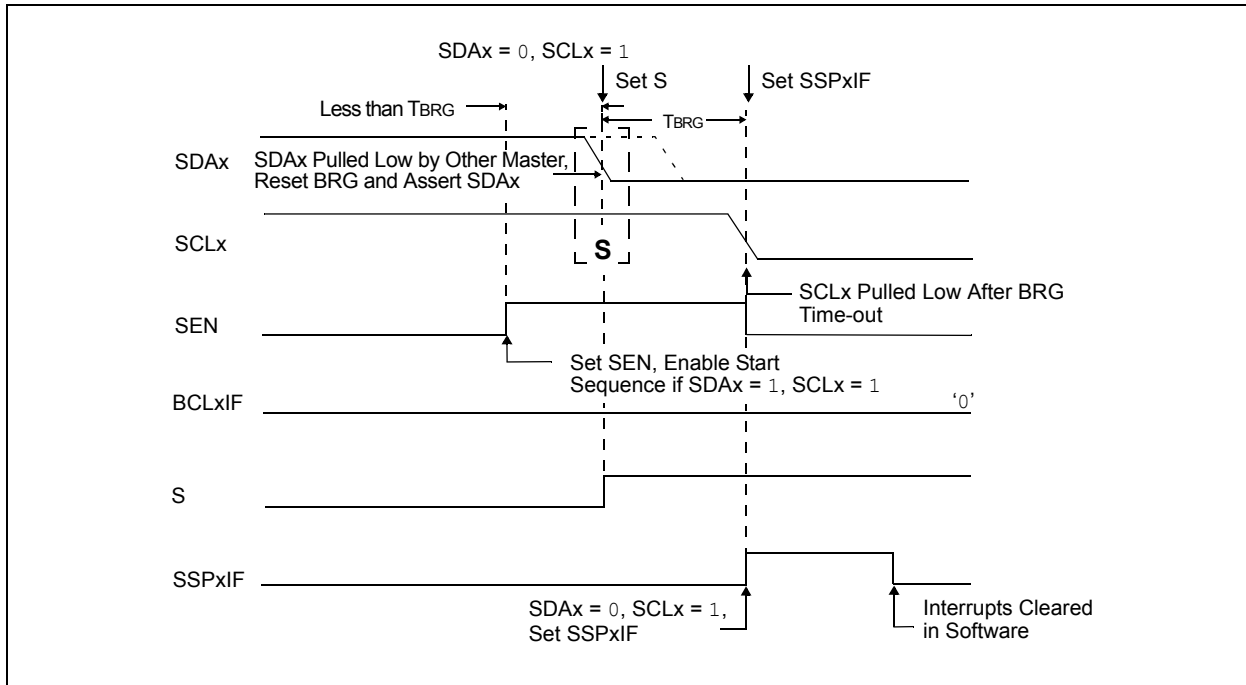 SDAx = 0, SCLx = 1
Set S
Set SSPxIF
Less than TBRG
TBRG
SDAx
SDAx Pulled Low by Other Master,
Reset BRG and Assert SDAx
SCLx
S
SCLx Pulled Low After BRG
Time-out
SEN
Set SEN, Enable Start
Sequence if SDAx = 1, SCLx = 1
BCLxIF
‘0’
S
SSPxIF
SDAx = 0, SCLx = 1,
Set SSPxIF
Interrupts Cleared
in Software